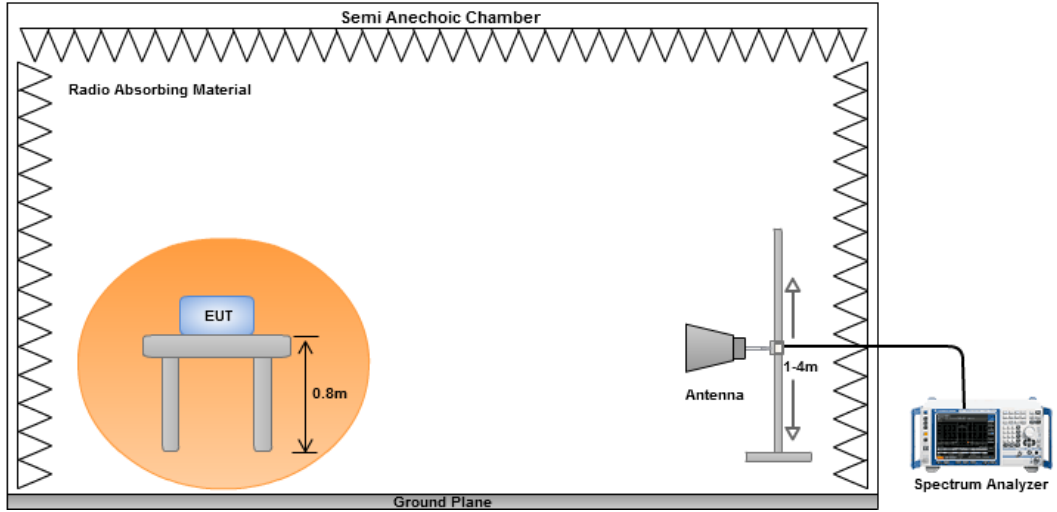 Semi Anechoic Chamber
Radio Absorbing Material
EUT
0.8m
1-4m
Antenna
Spectrum Analyzer
Ground Plane